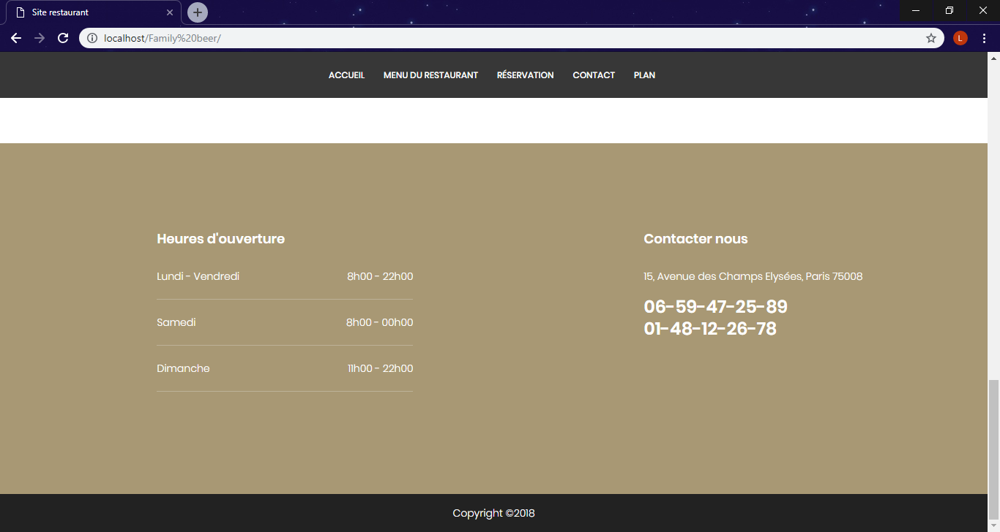 Site restaurant
localhost/Family%20beer/
L
ACCUEIL MENU DU RESTAURANT RÉSERVATION CONTACT PLAN
Heures d'ouverture
Lundi - Vendredi 8h00 - 22h00
Samedi 8h00 - 00h00
Dimanche 11h00 - 22h00
Contacter nous
15, Avenue des Champs Elysées, Paris 75008
06-59-47-25-89
01-48-12-26-78
Copyright ©2018